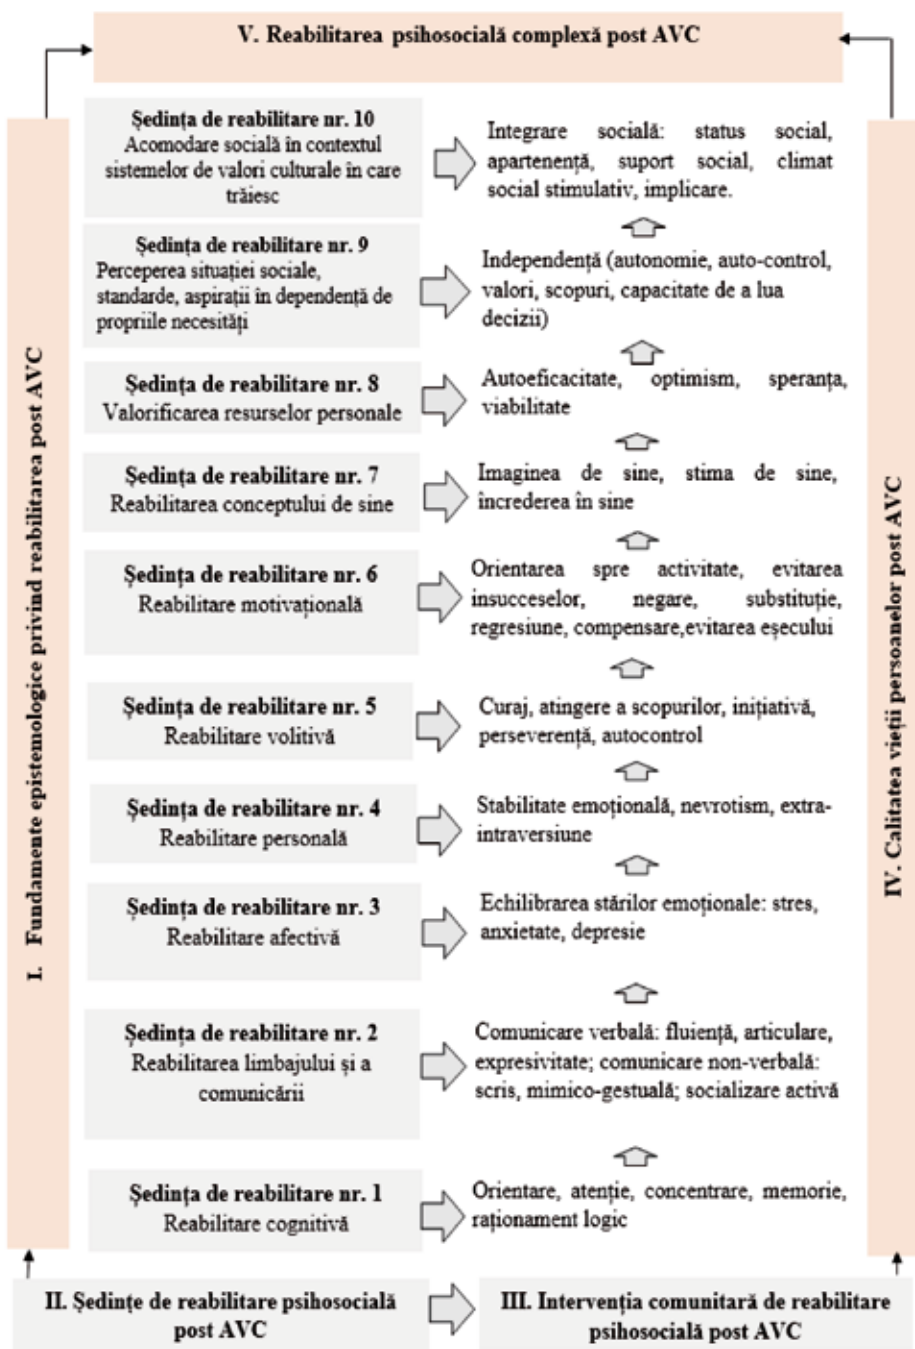 V. Reabilitarea psihosocială complexă post AVC
I. Fundamente epistemologice privind reabilitarea post AVC
Ședința de reabilitare nr. 10
Acomodare socială în contextul
sistemelor de valori culturale în care
trăiesc
Integrare socială: status social,
apartenență, suport social, climat
social stimulativ, implicare.
Ședința de reabilitare nr. 9
Perceperea situației sociale,
standarde, aspirații în dependență de
propriile necesități
Independență (autonomie, auto-control,
valori, scopuri, capacitate de a lua
decizii)
Ședința de reabilitare nr. 8
Valorificarea resurselor personale
Autoeficacitate, optimism, speranța,
viabilitate
Ședința de reabilitare nr. 7
Reabilitarea conceptului de sine
Imaginea de sine, stima de sine,
încrederea în sine
Ședința de reabilitare nr. 6
Reabilitare motivațională
Orientarea spre activitate, evitarea
insucceselor, negare, substituție,
regresiune, compensare,evitarea eșecului
Ședința de reabilitare nr. 5
Reabilitare volitivă
Curaj, atingere a scopurilor, inițiativă,
perseverență, autocontrol
Ședința de reabilitare nr. 4
Reabilitare personală
Stabilitate emoțională, nevrotism, extra-
intraversiune
Ședința de reabilitare nr. 3
Reabilitare afectivă
Echilibrarea stărilor emoționale: stres,
anxietate, depresie
Ședința de reabilitare nr. 2
Reabilitarea limbajului și a
comunicării
Comunicare verbală: fluiență, articulare,
expresivitate; comunicare non-verbală:
scris, mimico-gestuală; socializare activă
Ședința de reabilitare nr. 1
Reabilitare cognitivă
Orientare, atenție, concentrare, memorie,
raționament logic
IV. Calitatea vieții persoanelor post AVC
II. Ședințe de reabilitare psihosocială
post AVC
III. Intervenția comunitară de reabilitare
psihosocială post AVC